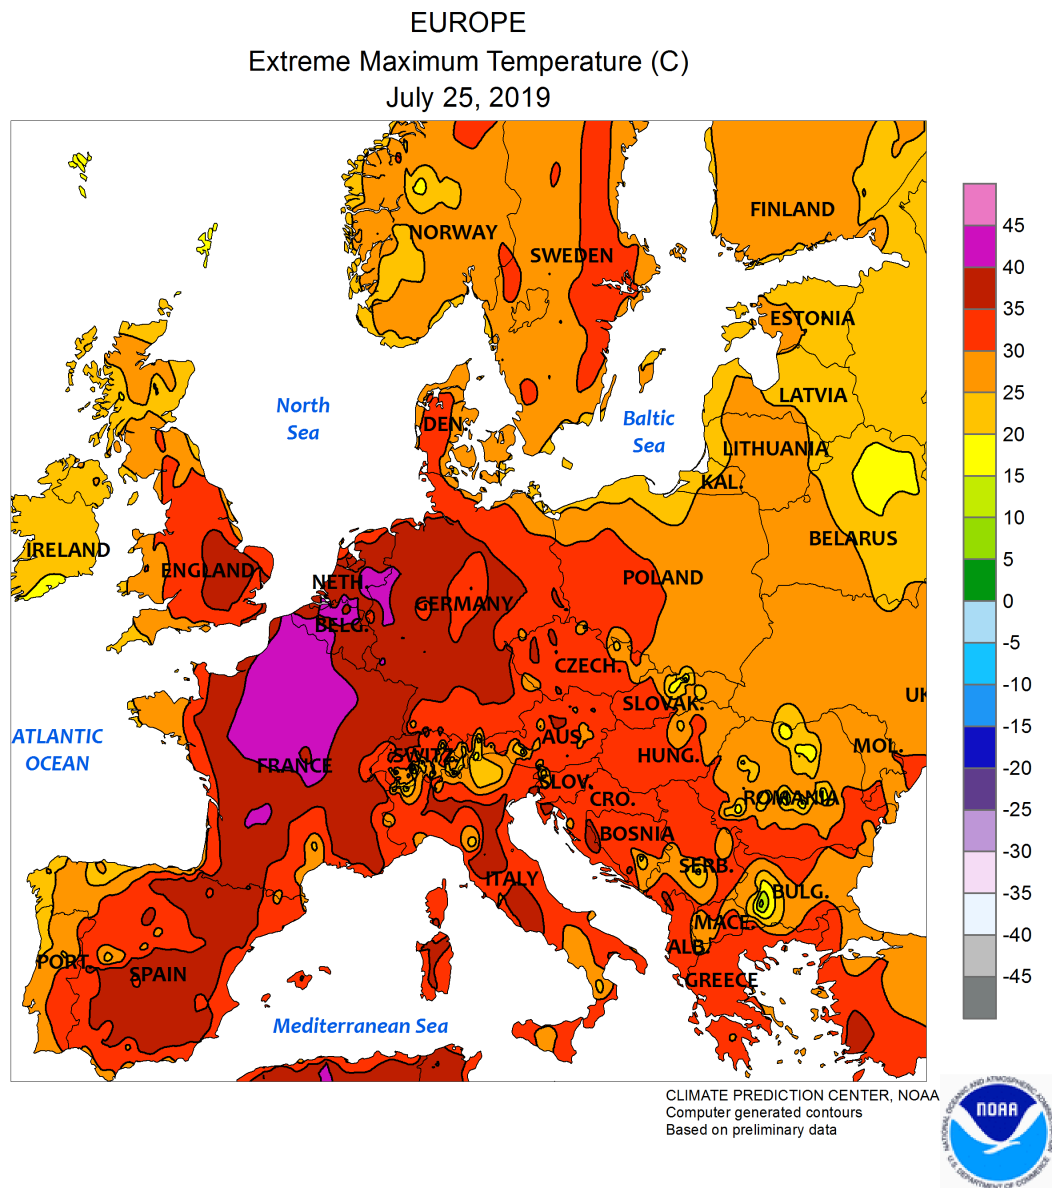 EUROPE
Extreme Maximum Temperature (C)
July 25, 2019
FINLAND
NORWAY
SWEDEN
ESTONIA
North
Sea
Baltic
Sea
LATVIA
DEN.
LITHUANIA
KAL.
IRELAND
ENGLAND
BELARUS
NETH.
POLAND
GERMANY
BELG.
CZECH.
SLOVAK.
UK
ATLANTIC
OCEAN
AUS
MOL.
FRANCE
SWITZ.
HUNG.
SLOV.
CRO.
ROMANIA
BOSNIA
SERB.
ITALY
BULG.
MACE.
ALB.
PORT.
SPAIN
GREECE
Mediterranean Sea
45
40
35
30
25
20
15
10
5
0
-5
-10
-15
-20
-25
-30
-35
-40
-45
CLIMATE PREDICTION CENTER, NOAA
Computer generated contours
Based on preliminary data
NOAA